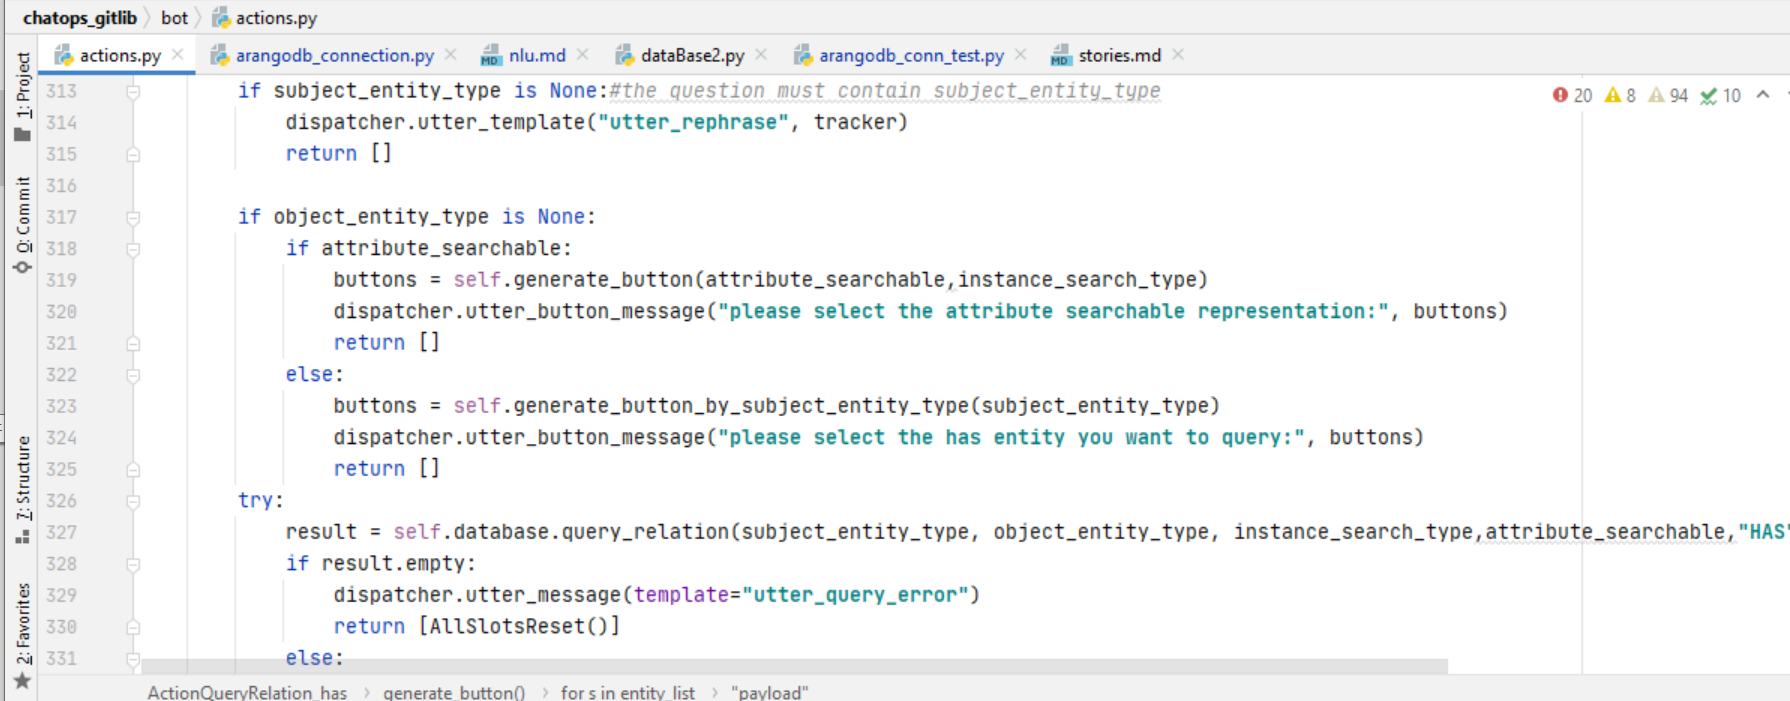 chatops_gitlib > bot > actions.py
actions.py × arangodb_connection.py × nlu.md × dataBase2.py × arangodb_conn_test.py × stories.md ×
1: Project
0: Commit
7: Structure
2: Favorites
20 8 94 10
313 if subject_entity_type is None:#the question must contain subject_entity_type
314 dispatcher.utter_template("utter_rephrase", tracker)
315 return []
316
317 if object_entity_type is None:
318 if attribute_searchable:
319 buttons = self.generate_button(attribute_searchable,instance_search_type)
320 dispatcher.utter_button_message("please select the attribute searchable representation:", buttons)
321 return []
322 else:
323 buttons = self.generate_button_by_subject_entity_type(subject_entity_type)
324 dispatcher.utter_button_message("please select the has entity you want to query:", buttons)
325 return []
326 try:
327 result = self.database.query_relation(subject_entity_type, object_entity_type, instance_search_type,attribute_searchable,"HAS"
328 if result.empty:
329 dispatcher.utter_message(template="utter_query_error")
330 return [AllSlotsReset()]
331 else:
ActionQueryRelation_has > generate_button() > for s in entity_list > "payload"